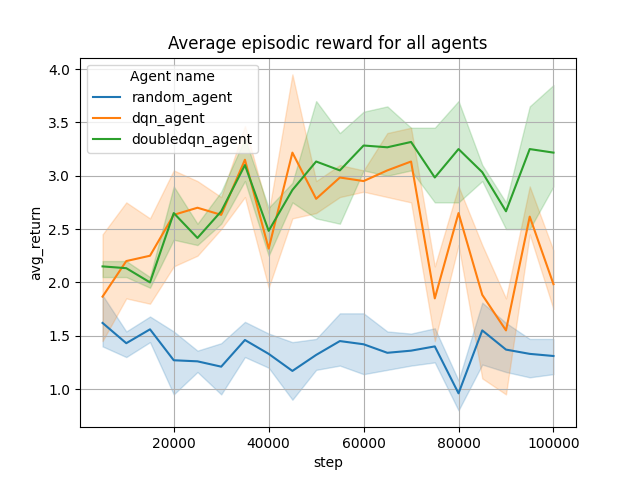 Average episodic reward for all agents
4.0
3.5
3.0
2.5
2.0
1.5
1.0
avg_return
Agent name
random_agent
dqn_agent
doubledqn_agent
20000 40000 60000 80000 100000
step